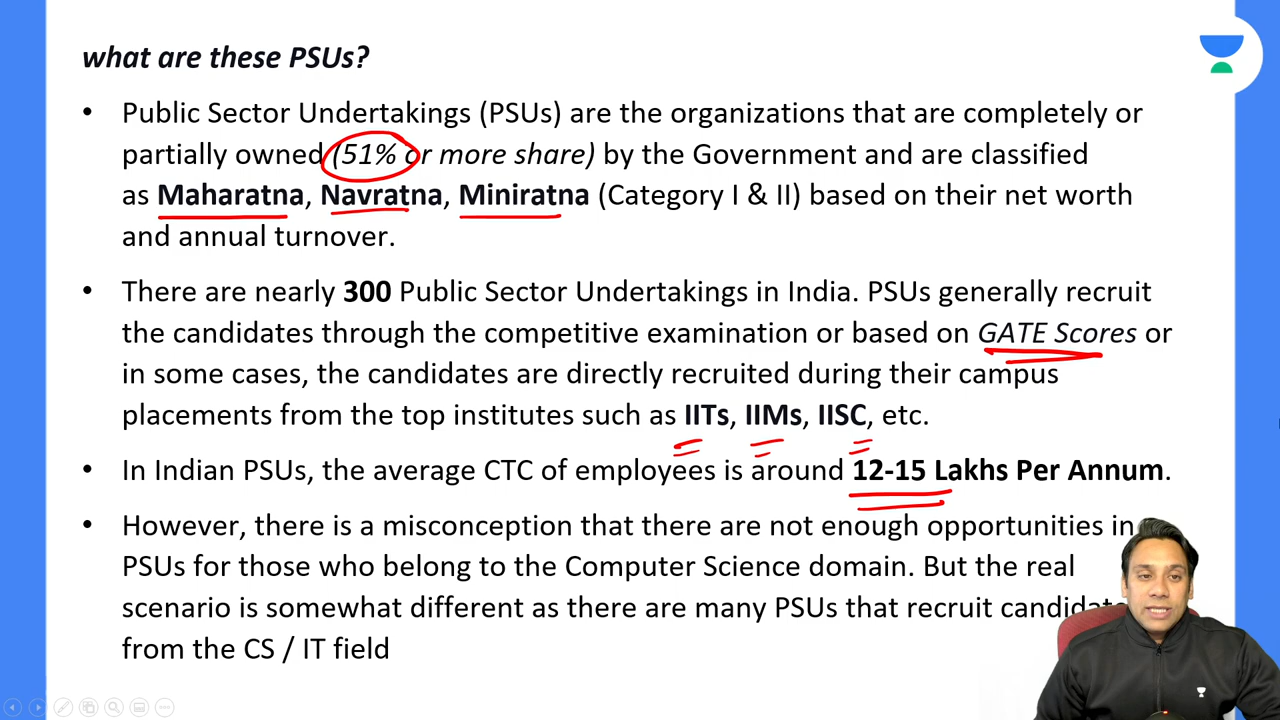 what are these PSUs?
• Public Sector Undertakings (PSUs) are the organizations that are completely or
partially owned (51% or more share) by the Government and are classified
as Maharatna, Navratna, Miniratna (Category I & II) based on their net worth
and annual turnover.
• There are nearly 300 Public Sector Undertakings in India. PSUs generally recruit
the candidates through the competitive examination or based on GATE Scores or
in some cases, the candidates are directly recruited during their campus
placements from the top institutes such as IITs, IIMs, IISC, etc.
• In Indian PSUs, the average CTC of employees is around 12-15 Lakhs Per Annum.
• However, there is a misconception that there are not enough opportunities in
PSUs for those who belong to the Computer Science domain. But the real
scenario is somewhat different as there are many PSUs that recruit
from the CS / IT field